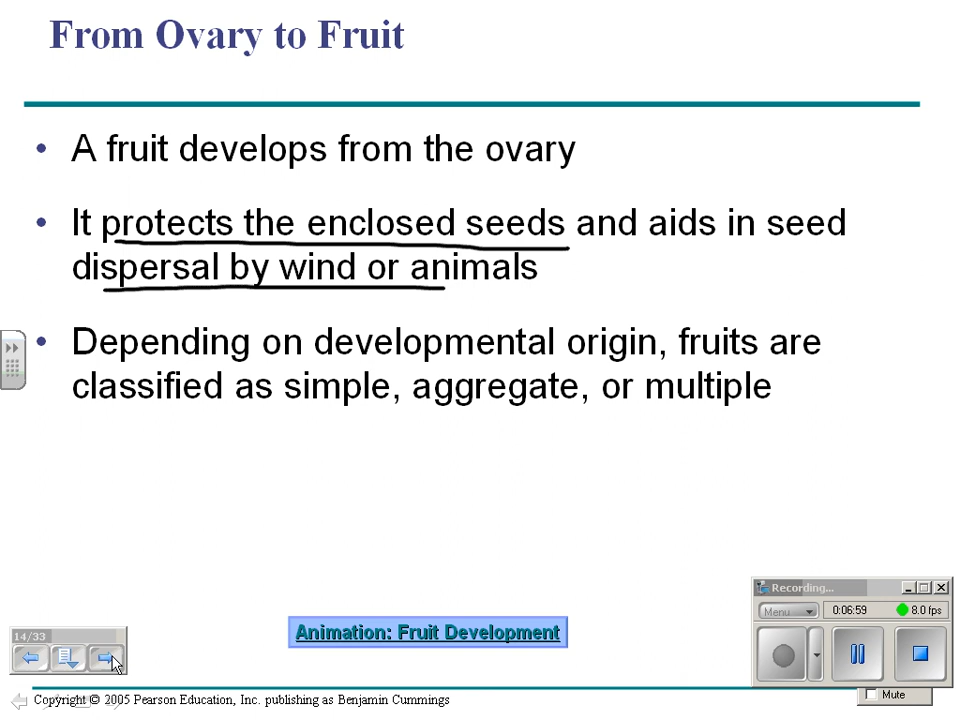 From Ovary to Fruit
• A fruit develops from the ovary
• It protects the enclosed seeds and aids in seed
dispersal by wind or animals
• Depending on developmental origin, fruits are
classified as simple, aggregate, or multiple
Recording...
Menu
0:06:59
8.0 fps
Animation: Fruit Development
14/33
Mute
Copyright © 2005 Pearson Education, Inc. publishing as Benjamin Cummings